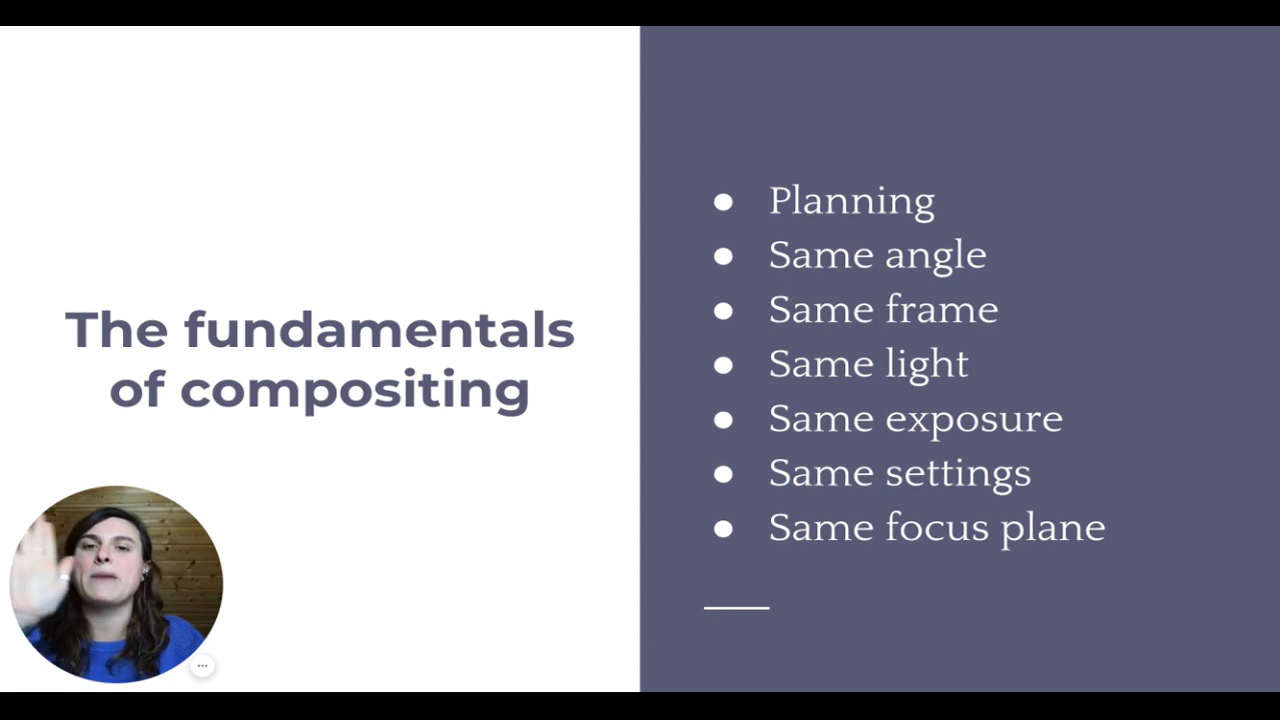 The fundamentals
of compositing
● Planning
● Same angle
● Same frame
● Same light
● Same exposure
● Same settings
● Same focus plane